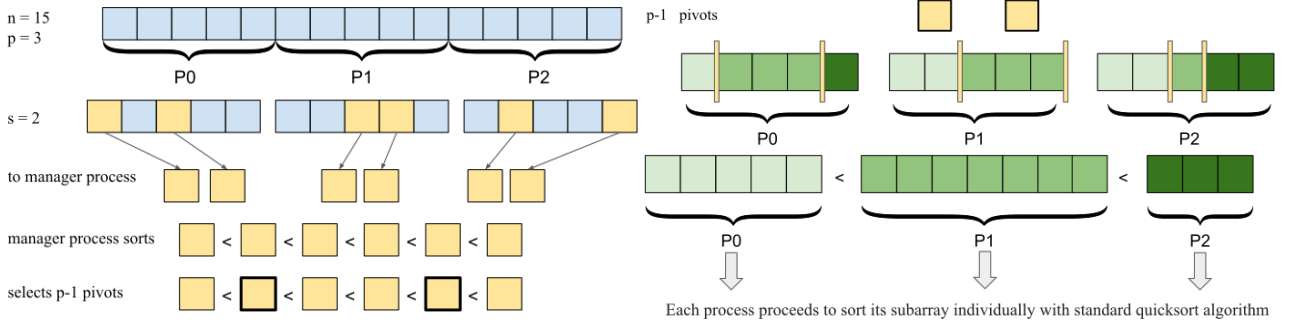 n = 15
p = 3
P0 P1 P2
s = 2
to manager process
manager process sorts
< < < < <
selects p-1 pivots
< < < < <
p-1 pivots
P0 P1 P2
< <
P0 P1 P2
Each process proceeds to sort its subarray individually with standard quicksort algorithm